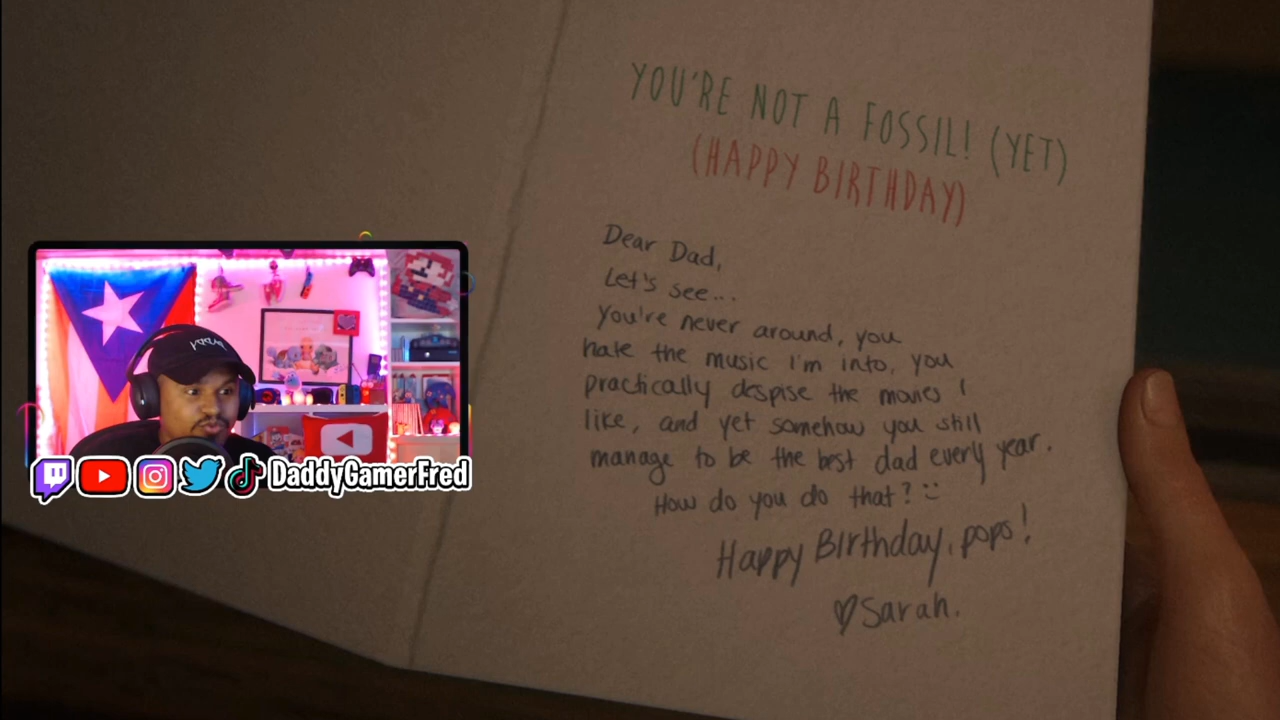 YOU'RE NOT A FOSSIL! (YET)
(HAPPY BIRTHDAY)
Dear Dad,
Let's see...
You're never around, you
hate the music I'm into, you
practically despise the movies I
like, and yet somehow you still
manage to be the best dad every year.
How do you do that? :)
Happy Birthday, pops!
♡Sarah.
DaddyGamerFred